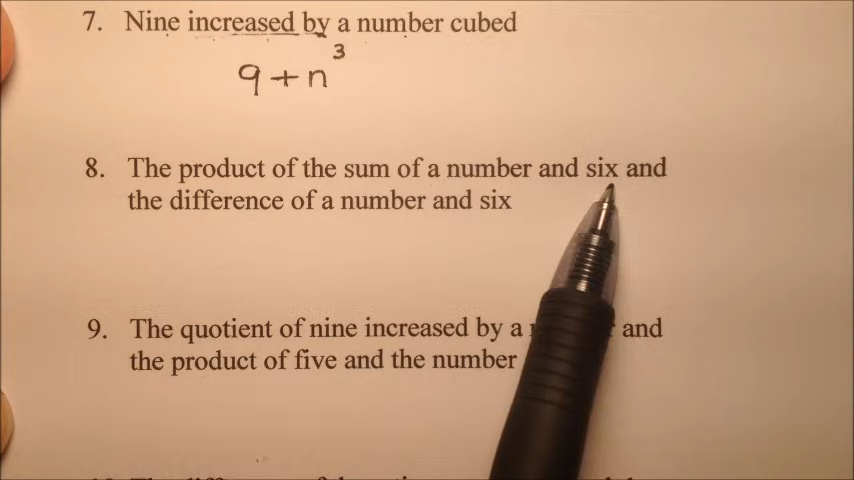 7. Nine increased by a number cubed
9+n³
8. The product of the sum of a number and six and
the difference of a number and six
9. The quotient of nine increased by a and
the product of five and the number